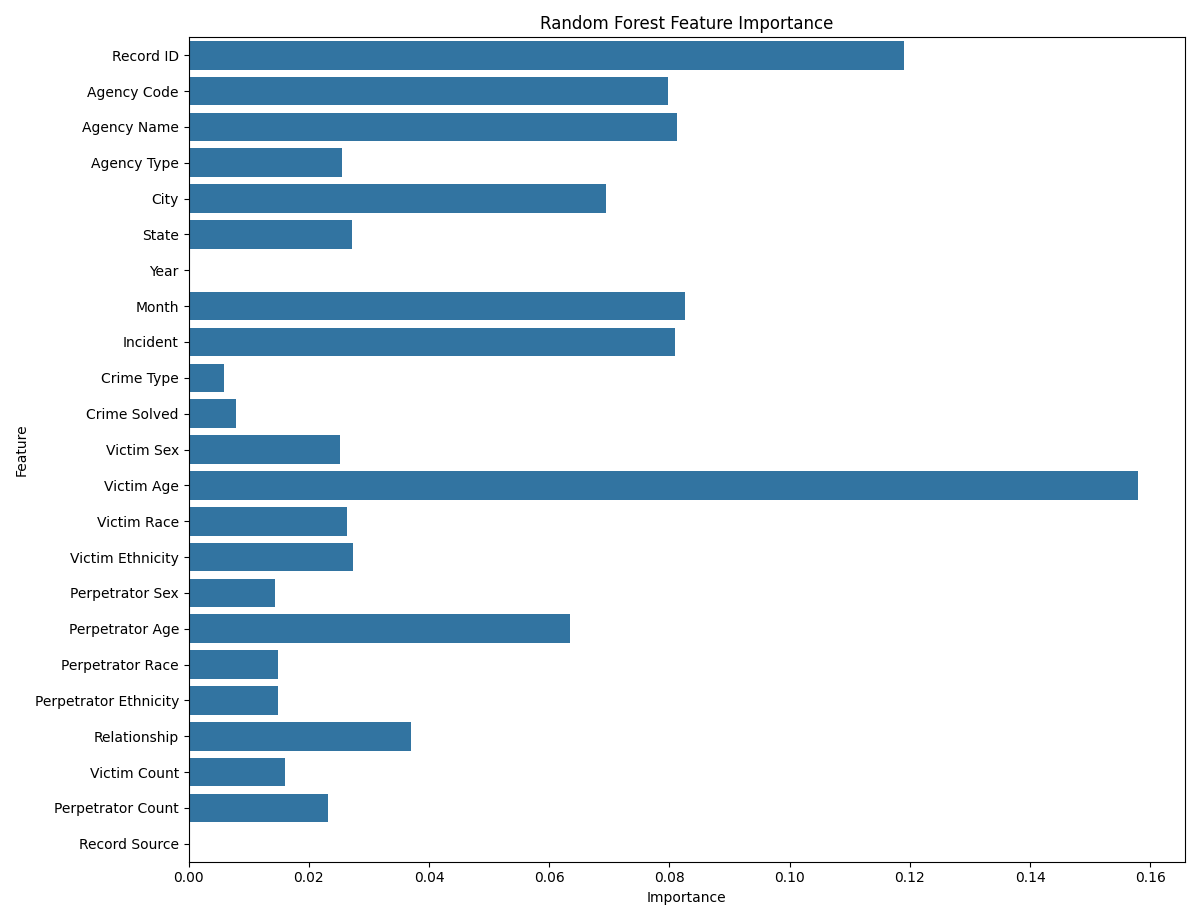 Random Forest Feature Importance
Record ID
Agency Code
Agency Name
Agency Type
City
State
Year
Month
Incident
Crime Type
Crime Solved
Victim Sex
Victim Age
Victim Race
Victim Ethnicity
Perpetrator Sex
Perpetrator Age
Perpetrator Race
Perpetrator Ethnicity
Relationship
Victim Count
Perpetrator Count
Record Source
Feature
0.00 0.02 0.04 0.06 0.08 0.10 0.12 0.14 0.16
Importance